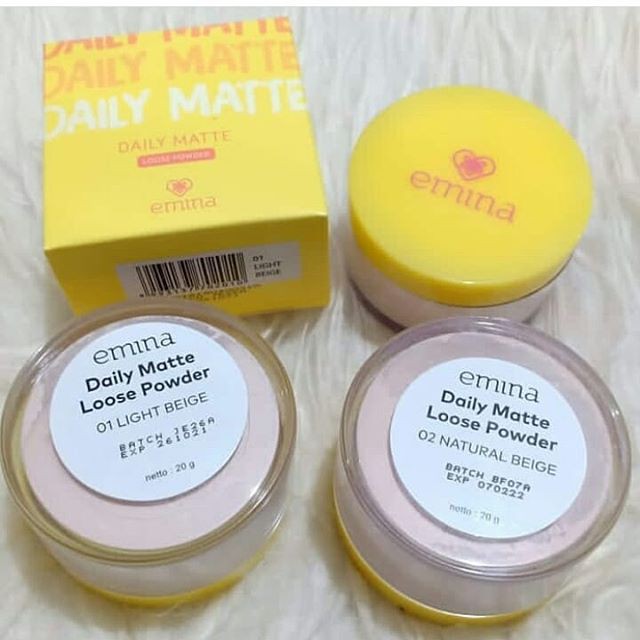 DAILY MATTE
DAILY MATTE
DAILY MATTE
DAILY MATTE
LOOSE POWDER
emina
01
LIGHT
BEIGE
emina
emina
Daily Matte
Loose Powder
01 LIGHT BEIGE
BATCH JE26A
EXP 261021
netto : 20 g
emina
Daily Matte
Loose Powder
02 NATURAL BEIGE
BATCH BF07A
EXP 070222
netto : 20 g